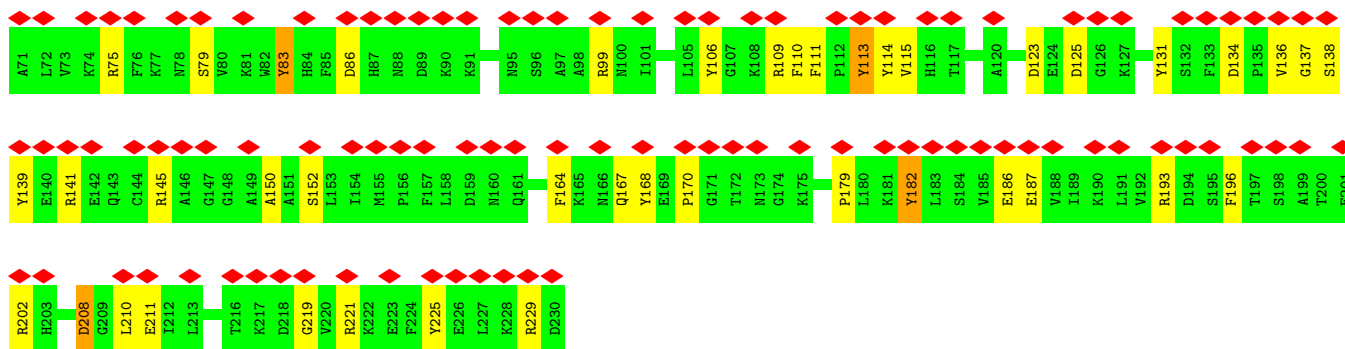 A71 L72 V73 K74 R75 F76 K77 N78 S79 V80 K81 W82 Y83 H84 F85 D86 H87 N88 D89 K90 K91 N95 S96 A97 A98 R99 N100 I101 L105 Y106 G107 K108 R109 F110 F111 P112 Y113 Y114 V115 H116 T117 A120 D123 E124 D125 G126 K127 Y131 S132 F133 D134 P135 V136 G137 S138
Y139 E140 R141 E142 Q143 C144 R145 A146 G147 G148 A149 A150 A151 S152 L153 I154 M155 P156 F157 L158 D159 N160 Q161 F164 K165 N166 Q167 Y168 E169 P170 G171 T172 N173 G174 K175 P179 L180 K181 Y182 L183 S184 V185 E186 E187 V188 I189 K190 L191 V192 R193 D194 S195 F196 T197 S198 A199 T200
R202 H203 D208 G209 L210 E211 I212 L213 T216 K217 D218 G219 V220 R221 K222 E223 F224 Y225 E226 L227 K228 R229 D230